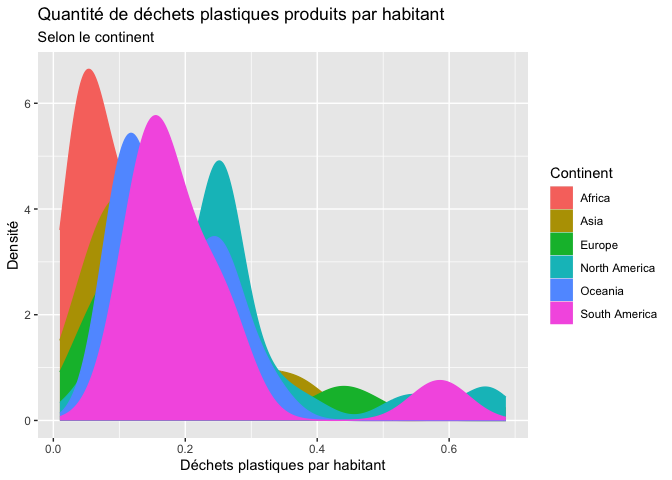 Quantité de déchets plastiques produits par habitant
Selon le continent
Densité
6
4
2
0
0.0
0.2
0.4
0.6
Déchets plastiques par habitant
Continent
Africa
Asia
Europe
North America
Oceania
South America